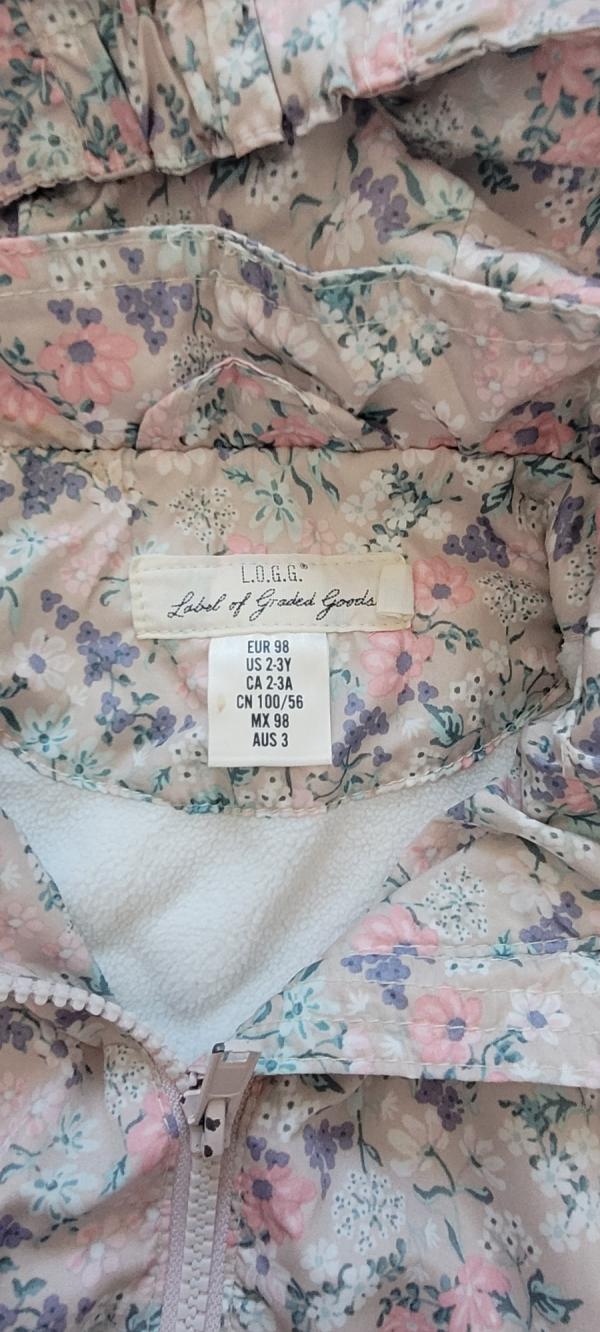 L.O.G.G.®
Label of Graded Goods
EUR 98
US 2-3Y
CA 2-3A
CN 100/56
MX 98
AUS 3